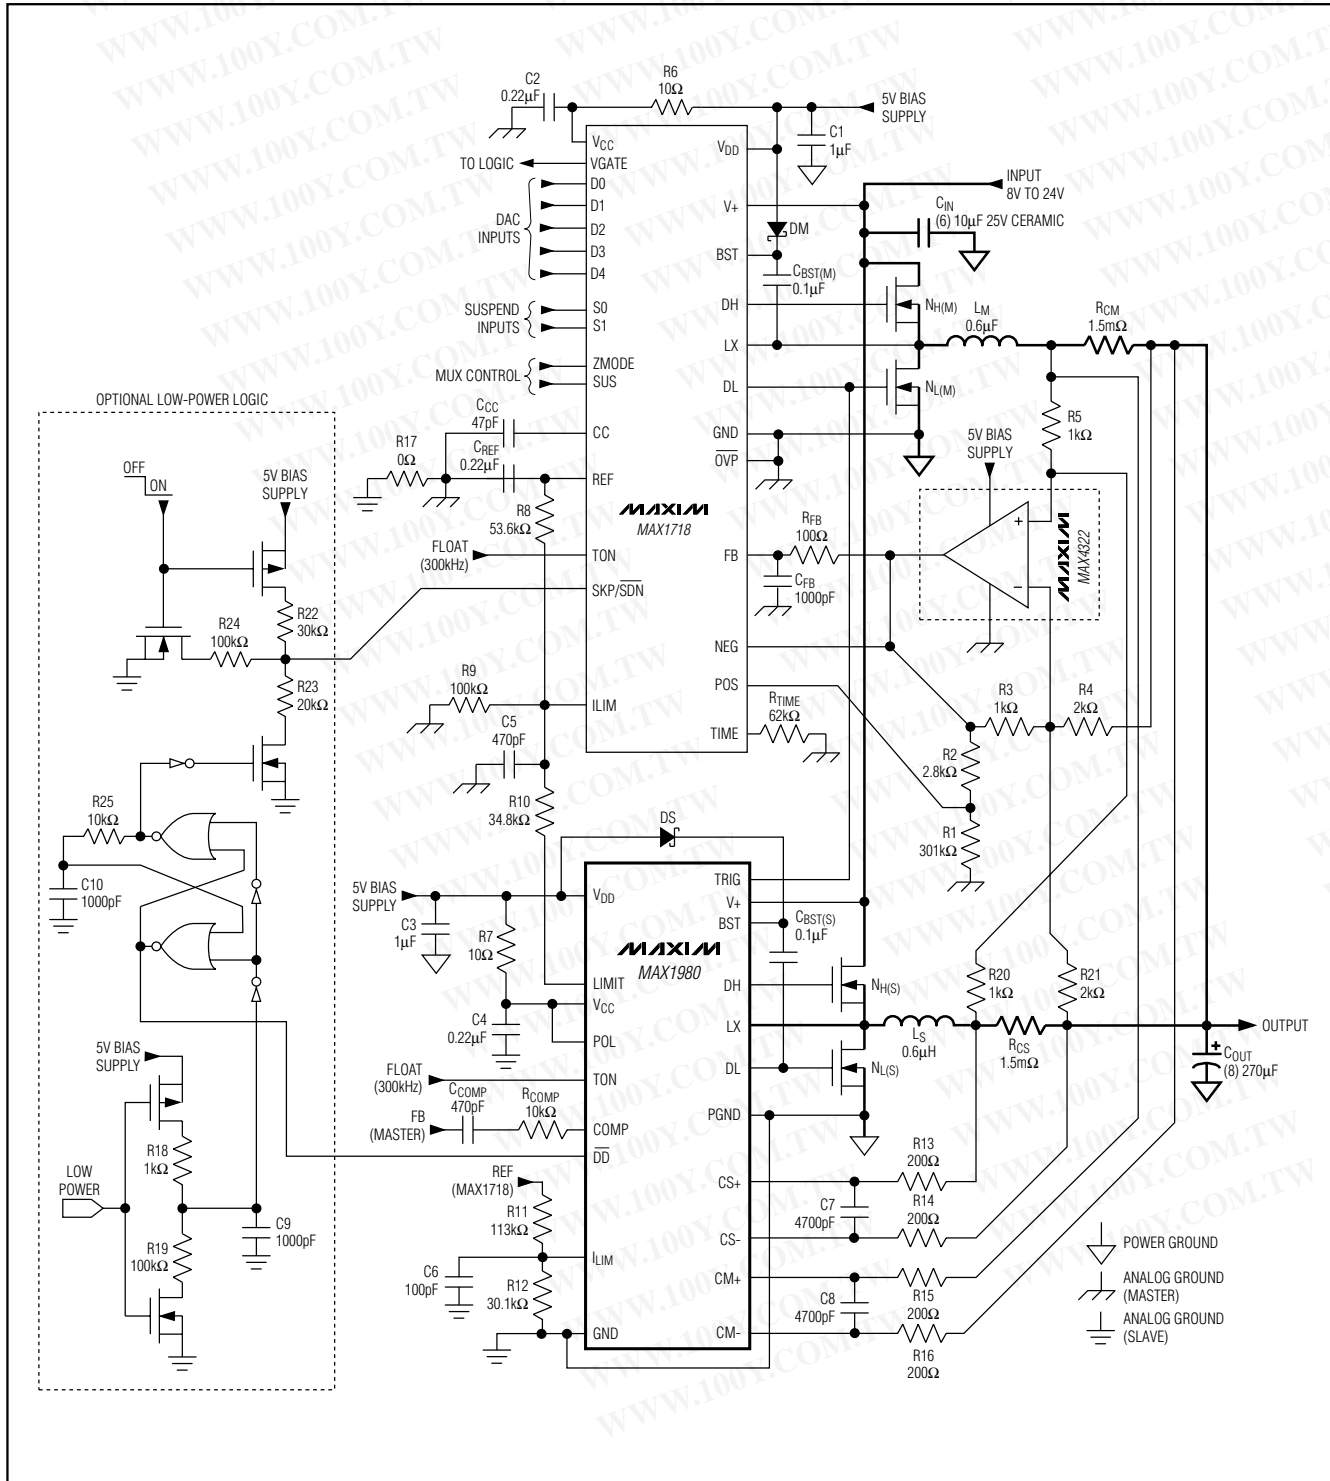 C2
0.22µF
R6
10Ω
5V BIAS
SUPPLY
C1
1µF
VCC
VDD
TO LOGIC
VGATE
D0
D1
D2
D3
D4
DAC
INPUTS
V+
INPUT
8V TO 24V
CIN
(6) 10µF 25V CERAMIC
DM
BST
CBST(M)
0.1µF
SUSPEND
INPUTS
S0
S1
DH
NH(M)
LM
0.6µF
RCM
1.5mΩ
LX
MUX CONTROL
ZMODE
SUS
DL
NL(M)
OPTIONAL LOW-POWER LOGIC
CCC
47pF
CC
GND
OVP
R5
1kΩ
5V BIAS
SUPPLY
R17
0Ω
CREF
0.22µF
REF
OFF
ON
5V BIAS
SUPPLY
R8
53.6kΩ
MAXIM
MAX1718
RFB
100Ω
+
−
MAXIM
MAX4322
FLOAT
(300kHz)
TON
FB
CFB
1000pF
SKP/SDN
R22
30kΩ
R24
100kΩ
NEG
R23
20kΩ
R9
100kΩ
POS
ILIM
RTIME
62kΩ
R3
1kΩ
R4
2kΩ
C5
470pF
TIME
R2
2.8kΩ
R25
10kΩ
R10
34.8kΩ
DS
R1
301kΩ
C10
1000pF
5V BIAS
SUPPLY
VDD
TRIG
V+
C3
1µF
R7
10Ω
MAXIM
MAX1980
BST
CBST(S)
0.1µF
LIMIT
DH
NH(S)
R20
1kΩ
R21
2kΩ
VCC
C4
0.22µF
POL
LX
LS
0.6µH
RCS
1.5mΩ
OUTPUT
5V BIAS
SUPPLY
FLOAT
(300kHz)
TON
DL
NL(S)
COUT
(8) 270µF
+
CCOMP
470pF
RCOMP
10kΩ
FB
(MASTER)
COMP
PGND
R18
1kΩ
DD
LOW
POWER
REF
(MAX1718)
R11
113kΩ
CS+
R13
200Ω
C7
4700pF
R14
200Ω
CS-
C9
1000pF
R19
100kΩ
ILIM
C6
100pF
R12
30.1kΩ
CM+
R15
200Ω
C8
4700pF
GND
CM-
R16
200Ω
POWER GROUND
ANALOG GROUND
(MASTER)
ANALOG GROUND
(SLAVE)
WWW.100Y.COM.TW